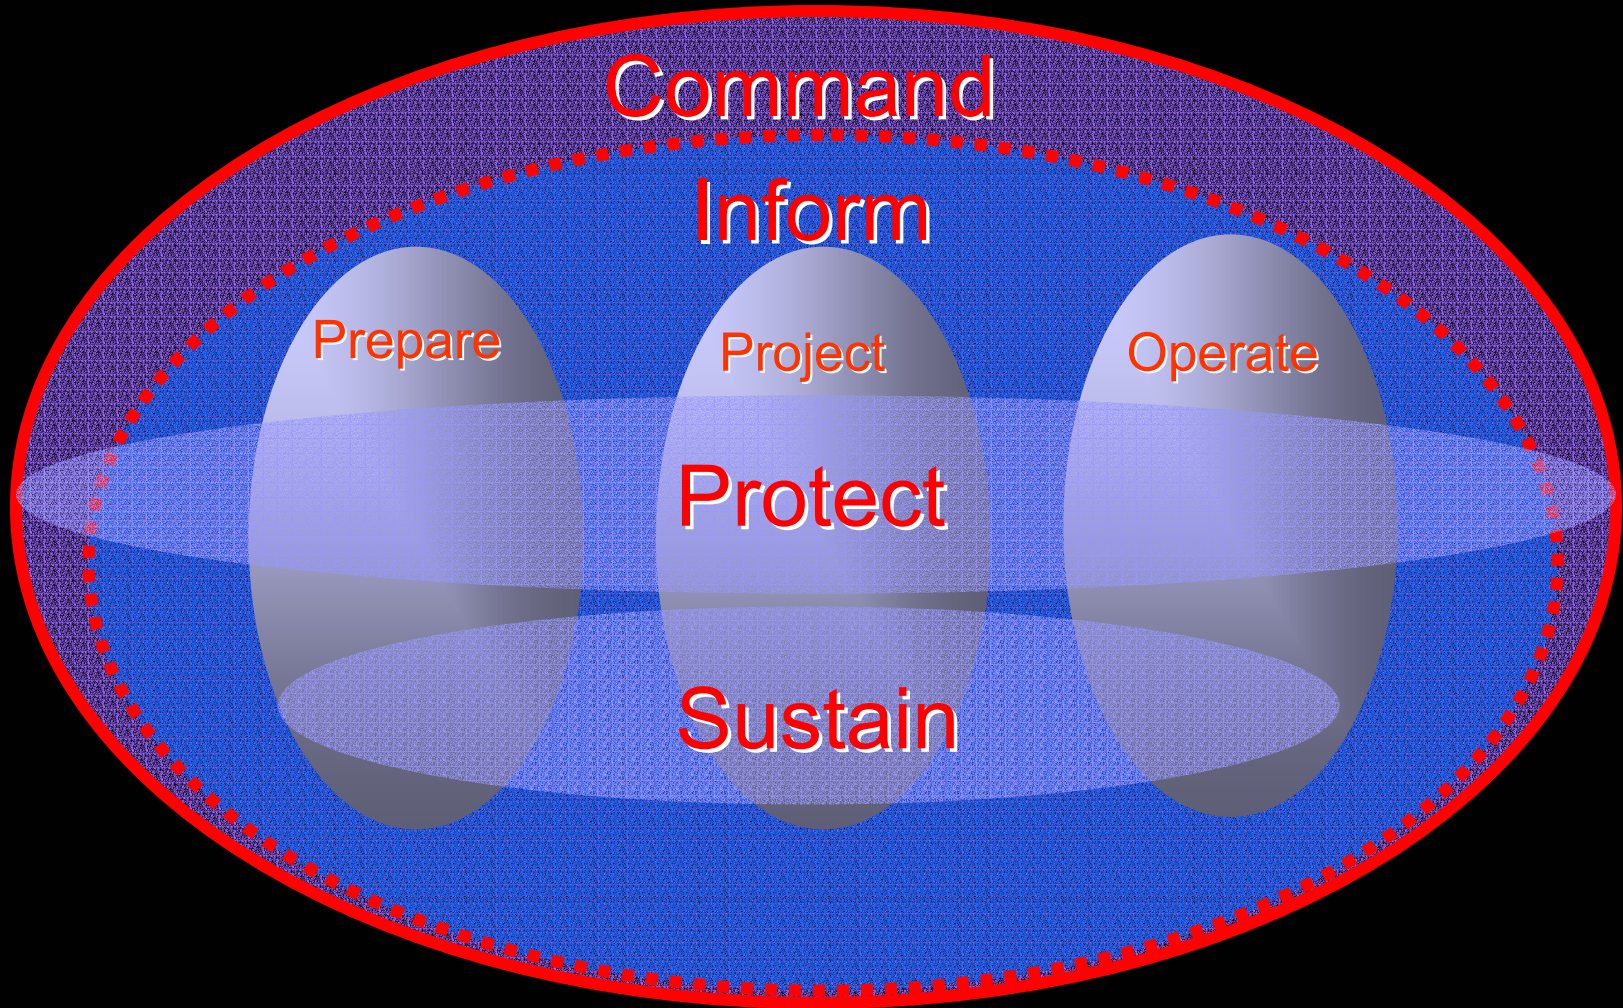 Command
Inform
Prepare
Project
Operate
Protect
Sustain